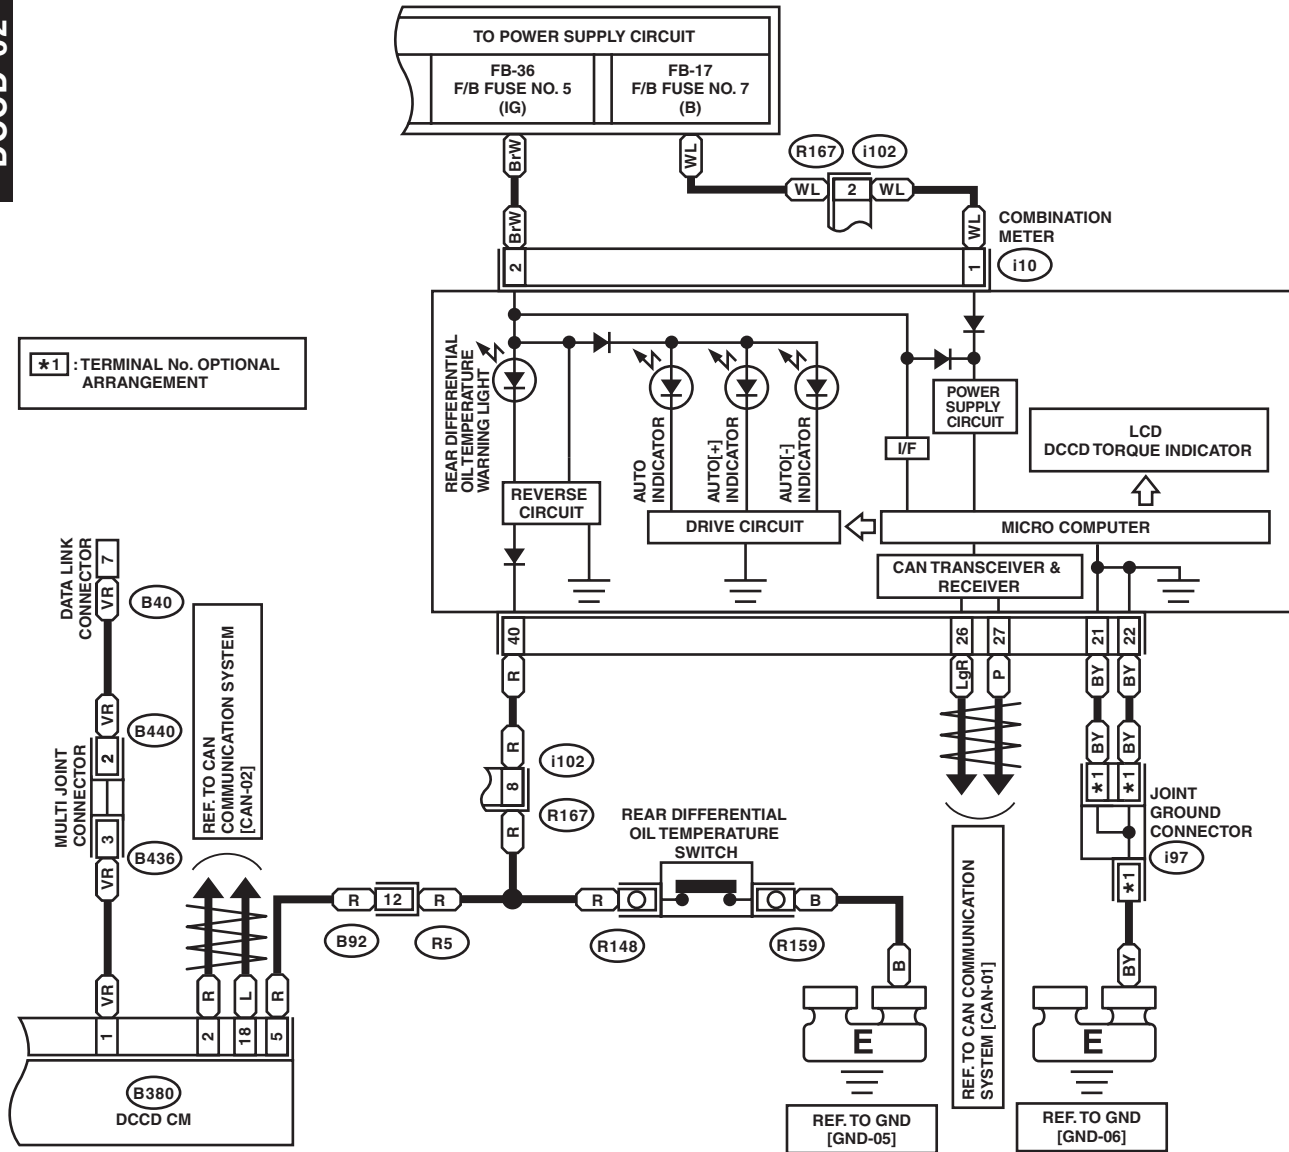 TO POWER SUPPLY CIRCUIT
FB-36
F/B FUSE NO. 5
(IG)
FB-17
F/B FUSE NO. 7
(B)
BrW
WL
R167
i102
WL
2
WL
BrW
WL
COMBINATION
METER
2
1
i10
*1 : TERMINAL No. OPTIONAL
ARRANGEMENT
REAR DIFFERENTIAL
OIL TEMPERATURE
WARNING LIGHT
AUTO
INDICATOR
AUTO[+]
INDICATOR
AUTO[-]
INDICATOR
POWER
SUPPLY
CIRCUIT
I/F
LCD
DCCD TORQUE INDICATOR
REVERSE
CIRCUIT
DRIVE CIRCUIT
MICRO COMPUTER
CAN TRANSCEIVER &
RECEIVER
DATA LINK
CONNECTOR
7
VR
B40
REF. TO CAN
COMMUNICATION SYSTEM
[CAN-02]
40
26
27
21
22
R
LgR
P
BY
BY
VR
B440
MULTI JOINT
CONNECTOR
2
3
B436
VR
R
i102
8
R167
R
BY
BY
*1
*1
JOINT
GROUND
CONNECTOR
i97
*1
BY
REAR DIFFERENTIAL
OIL TEMPERATURE
SWITCH
R
12
R
B92
R5
R
B
R148
R159
B
REF. TO CAN COMMUNICATION
SYSTEM [CAN-01]
VR
R
L
R
1
2
18
5
B380
DCCD CM
E
E
REF. TO GND
[GND-05]
REF. TO GND
[GND-06]